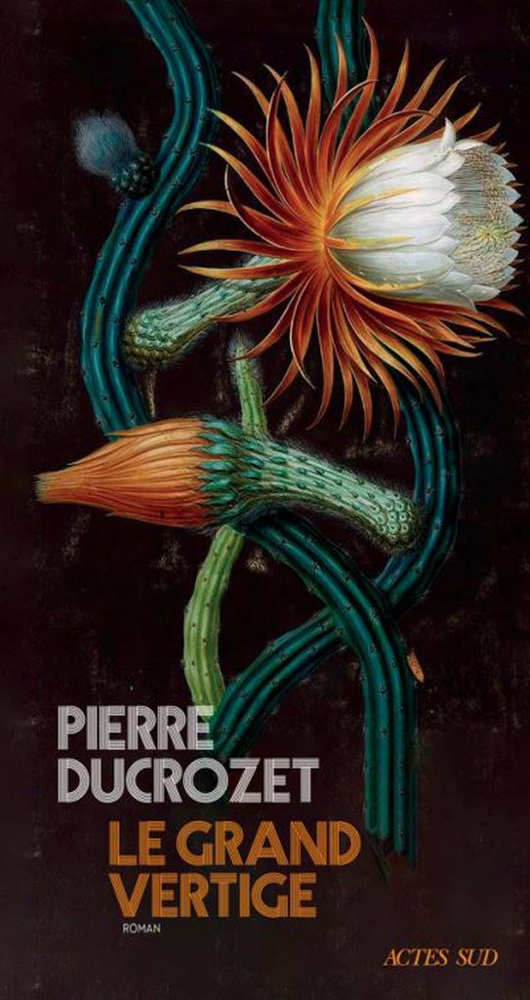 PIERRE
DUCROZET
LE GRAND
VERTIGE
ROMAN
ACTES SUD